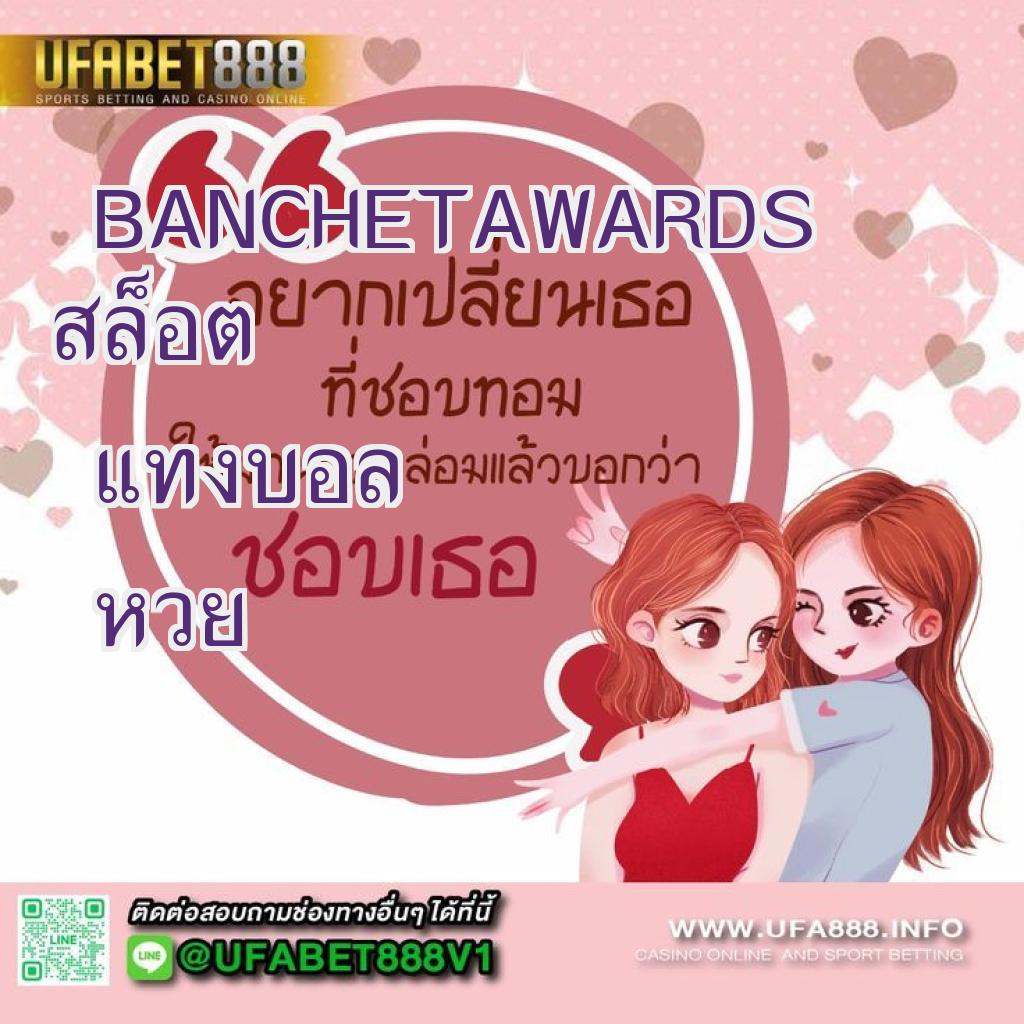 UFABET888
SPORTS BETTING AND CASINO ONLINE
BANCHETAWARDS
อยากเปลี่ยนเธอ
สล็อต
ที่ชอบทอม
ล่อมแล้วบอกว่า
แทงบอล
ชอบเธอ
หวย
LINE
ติดต่อสอบถามช่องทางอื่นๆ ได้ที่นี้
LINE @UFABET888V1
WWW.UFA888.INFO
CASINO ONLINE AND SPORT BETTING